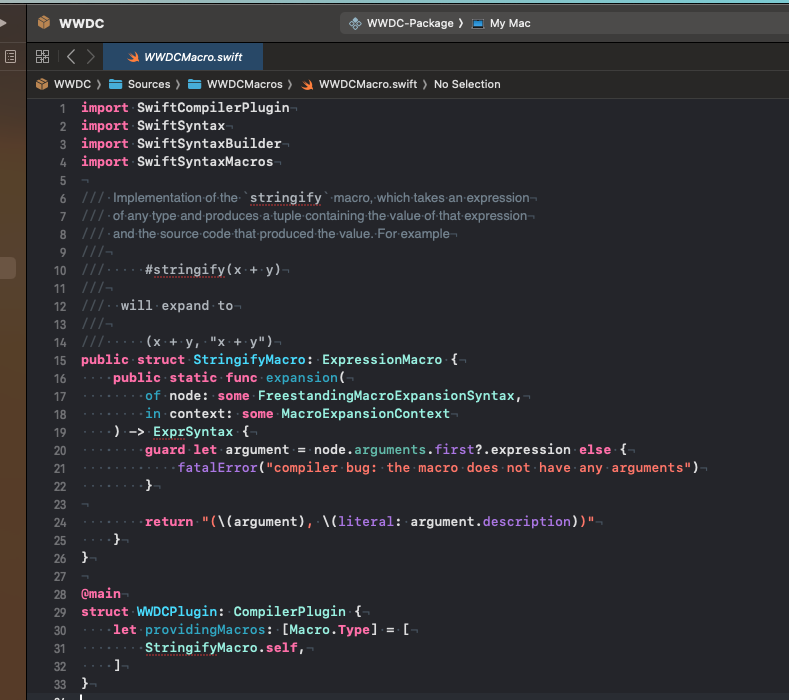 WWDC
WWDC-Package 〉 My Mac
WWDCMacro.swift
WWDC 〉 Sources 〉 WWDCMacros 〉 WWDCMacro.swift 〉 No Selection
1 import SwiftCompilerPlugin
2 import SwiftSyntax
3 import SwiftSyntaxBuilder
4 import SwiftSyntaxMacros
5
6 /// Implementation of the `stringify` macro, which takes an expression
7 /// of any type and produces a tuple containing the value of that expression
8 /// and the source code that produced the value. For example
9 ///
10 ///     #stringify(x + y)
11 ///
12 ///  will expand to
13 ///
14 ///     (x + y, "x + y")
15 public struct StringifyMacro: ExpressionMacro {
16     public static func expansion(
17         of node: some FreestandingMacroExpansionSyntax,
18         in context: some MacroExpansionContext
19     ) -> ExprSyntax {
20         guard let argument = node.arguments.first?.expression else {
21             fatalError("compiler bug: the macro does not have any arguments")
22         }
23
24         return "(\(argument), \(literal: argument.description))"
25     }
26 }
27
28 @main
29 struct WWDCPlugin: CompilerPlugin {
30     let providingMacros: [Macro.Type] = [
31         StringifyMacro.self,
32     ]
33 }